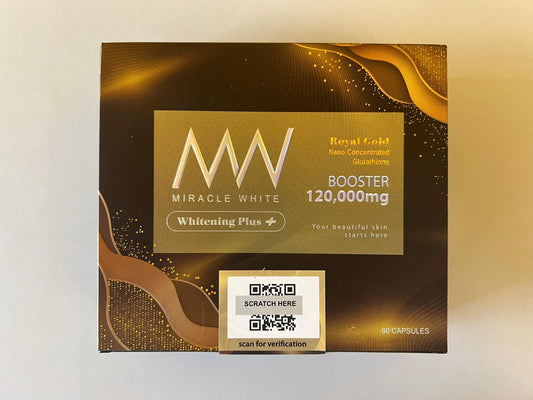 MW
MIRACLE WHITE
Whitening Plus +
Royal Gold
Nano Concentrated
Glutathione
BOOSTER
120,000mg
Your beautiful skin
starts here
SCRATCH HERE
scan for verification
60 CAPSULES